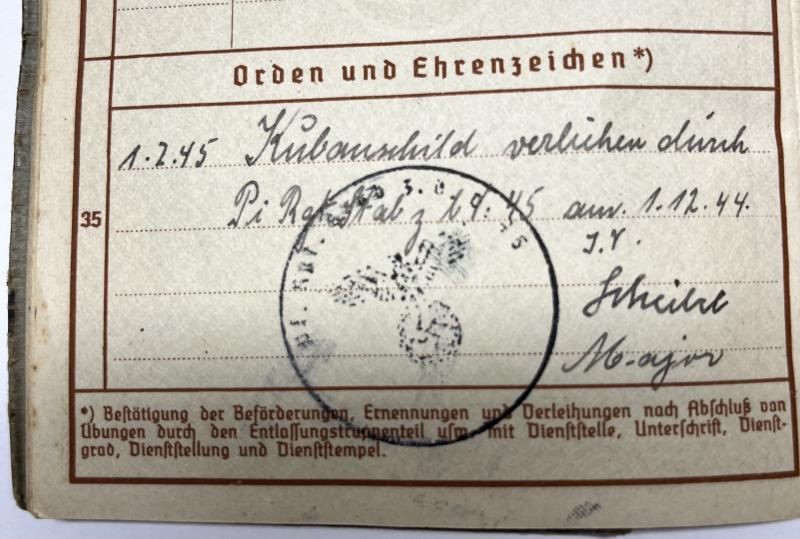 Orden und Ehrenzeichen*)
1.2.45 Kubanschild verliehen durch
Pi Rgt. Stab z b V. 45 am. 1.12.44.
35
I.V.
Major
*) Bestätigung der Beförderungen, Ernennungen und Verleihungen nach Abschluß von
Übungen durch den Entlassungstruppenteil usw. mit Dienststelle, Unterschrift, Dienst-
grad, Dienststellung und Dienststempel.